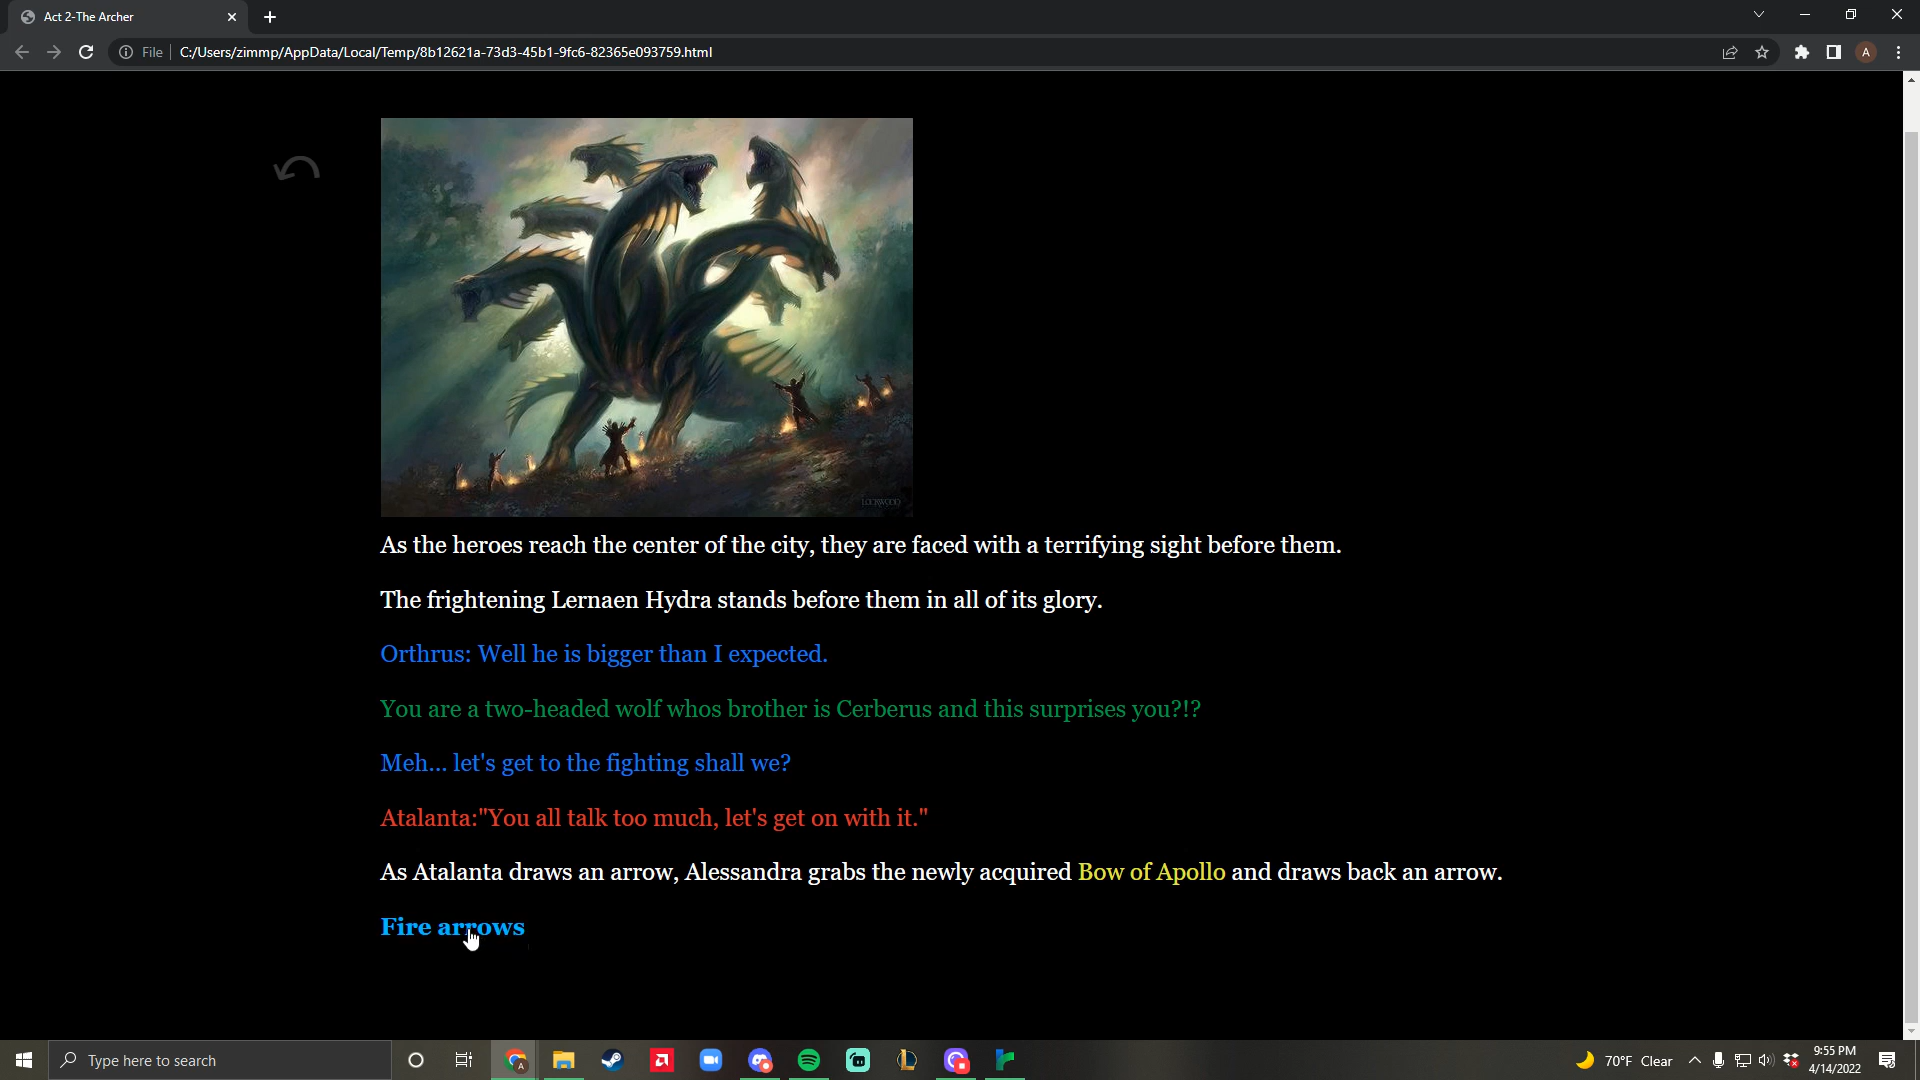 Act 2-The Archer
File
C:/Users/zimmp/AppData/Local/Temp/8b12621a-73d3-45b1-9fc6-82365e093759.html
A
LOCKWOOD
As the heroes reach the center of the city, they are faced with a terrifying sight before them.
The frightening Lernaen Hydra stands before them in all of its glory.
Orthrus: Well he is bigger than I expected.
You are a two-headed wolf whos brother is Cerberus and this surprises you?!?
Meh... let's get to the fighting shall we?
Atalanta:"You all talk too much, let's get on with it."
As Atalanta draws an arrow, Alessandra grabs the newly acquired Bow of Apollo and draws back an arrow.
Fire arrows
Type here to search
A
70°F Clear
9:55 PM
4/14/2022